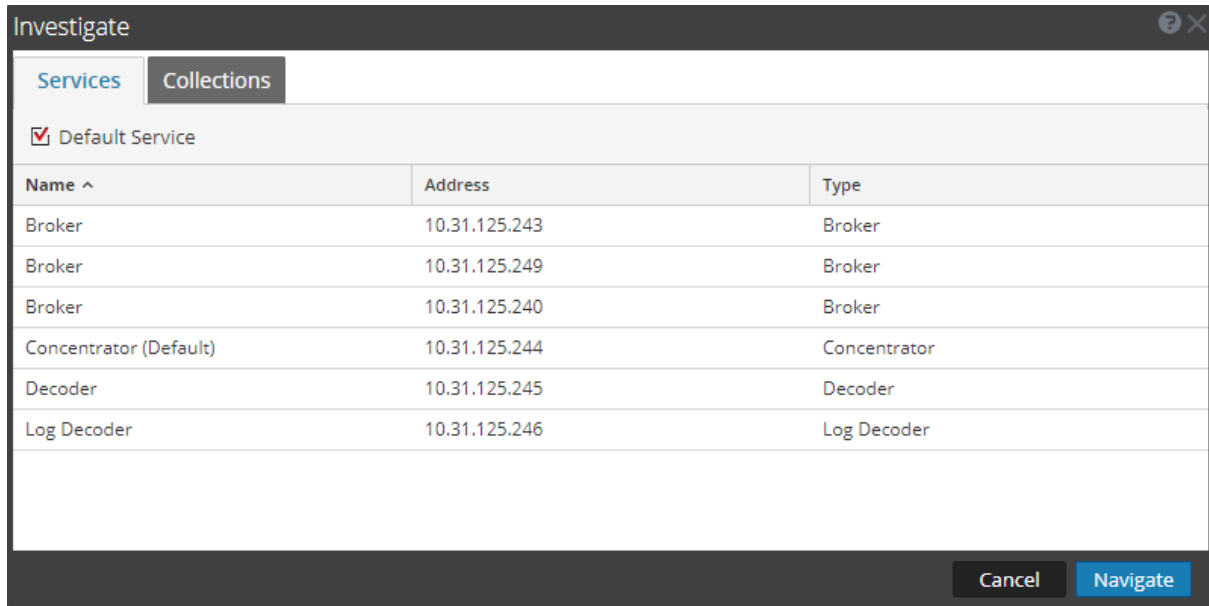 Investigate
Services Collections
Default Service
Name Address Type
Broker 10.31.125.243 Broker
Broker 10.31.125.249 Broker
Broker 10.31.125.240 Broker
Concentrator (Default) 10.31.125.244 Concentrator
Decoder 10.31.125.245 Decoder
Log Decoder 10.31.125.246 Log Decoder
Cancel Navigate